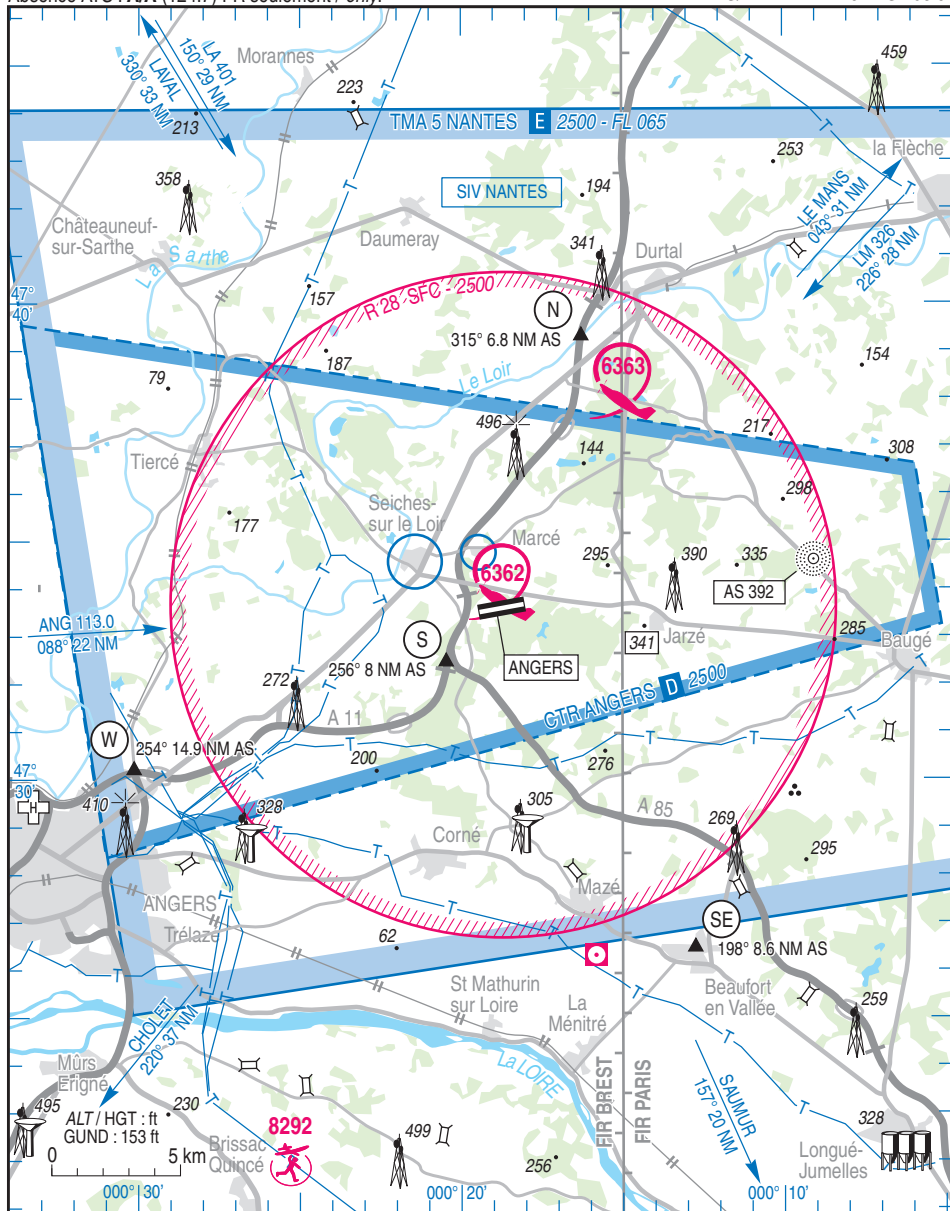 LA 401
150° 29 NM
LAVAL
330° 33 NM
Morannes
459
223
213
TMA 5 NANTES E 2500 - FL 065
la Flèche
253
358
SIV NANTES
194
LE MANS
043° 31 NM
LM 326
226° 28 NM
Châteauneuf-
sur-Sarthe
Daumeray
341
Durtal
La Sarthe
47°
40'
157
R 28 SFC - 2500
N
315° 6.8 NM AS
187
Le Loir
6363
154
79
496
217
144
308
Tiercé
298
177
Seiches-
sur le Loir
Marcé
6362
295
390
335
AS 392
ANG 113.0
088° 22 NM
S
341
Jarzé
285
Baugé
256° 8 NM AS
ANGERS
272
A 11
CTR ANGERS D 2500
W
254° 14.9 NM AS
200
276
47°
30'
410
328
305
A 85
269
Corné
295
Mazé
ANGERS
Trélazé
SE
62
198° 8.6 NM AS
St Mathurin
sur Loire
Beaufort
en Vallée
La
Ménitré
259
CHOLET
220° 37 NM
La LOIRE
Mûrs
Erigné
FIR BREST
FIR PARIS
SAUMUR
157° 20 NM
495
ALT / HGT : ft
GUND : 153 ft
0 5 km
230
8292
Brissac
Quincé
499
256
328
Longué-
Jumelles
000° 30'
000° 20'
000° 10'